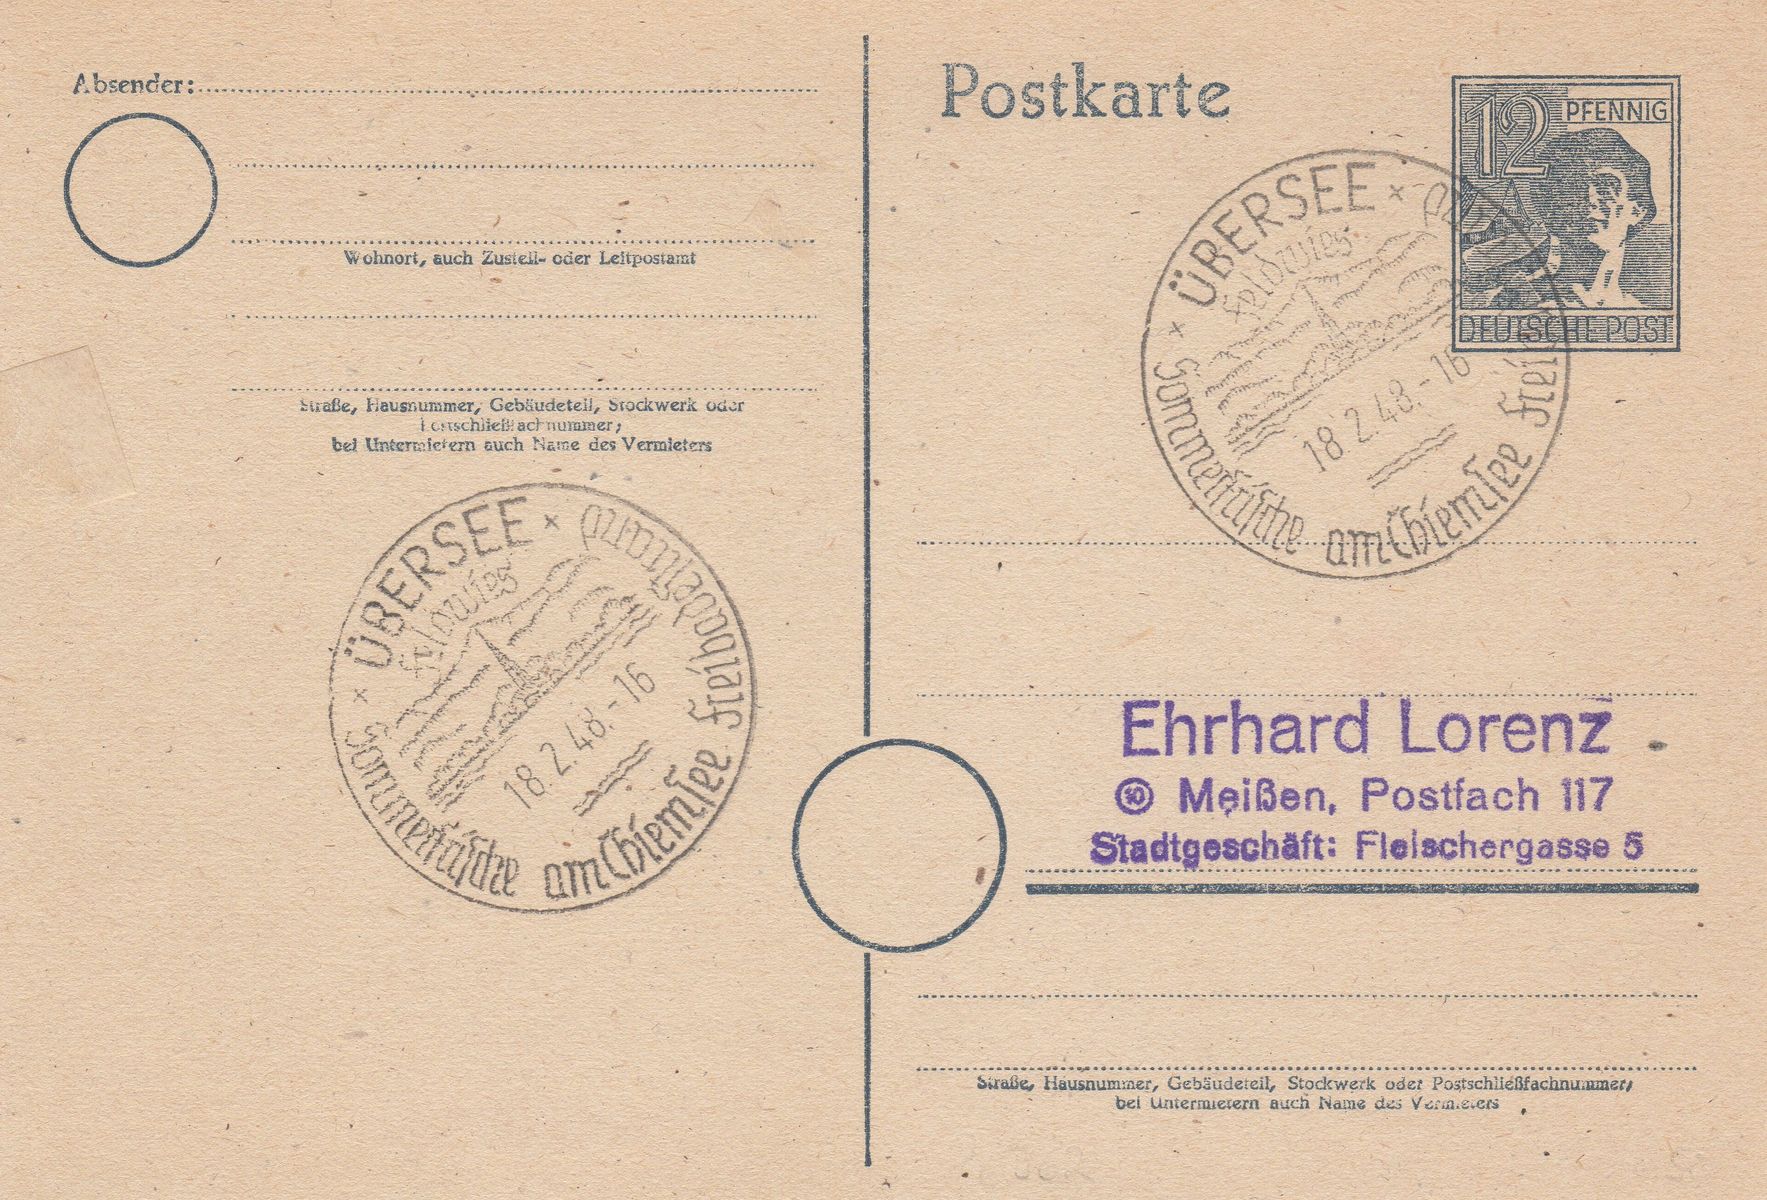 Absender:
Wohnort, auch Zustell- oder Leitpostamt
Straße, Hausnummer, Gebäudeteil, Stockwerk oder
Postschließfachnummer;
bei Untermietern auch Name des Vermieters
ÜBERSEE
Feldwies
18.2.48.-16
Sommerfrische am Chiemsee Freibadestrand
Postkarte
12 PFENNIG
DEUTSCHE POST
ÜBERSEE
Feldwies
18.2.48.-16
Sommerfrische am Chiemsee
Ehrhard Lorenz
10 Meißen, Postfach 117
Stadtgeschäft: Fleischergasse 5
Straße, Hausnummer, Gebäudeteil, Stockwerk oder Postschließfachnummer;
bei Untermietern auch Name des Vermieters